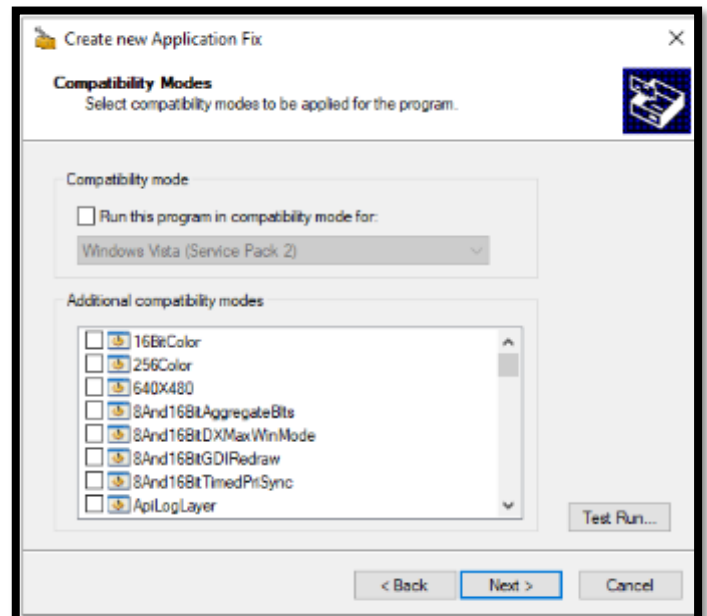 Create new Application Fix
Compatibility Modes
Select compatibility modes to be applied for the program.
Compatibility mode
Run this program in compatibility mode for:
Windows Vista (Service Pack 2)
Additional compatibility modes
16BitColor
256Color
640X480
8And16BitAggregateBlts
8And16BitDXMaxWinMode
8And16BitGDIRedraw
8And16BitTimedPriSync
ApiLogLayer
Test Run...
< Back
Next >
Cancel